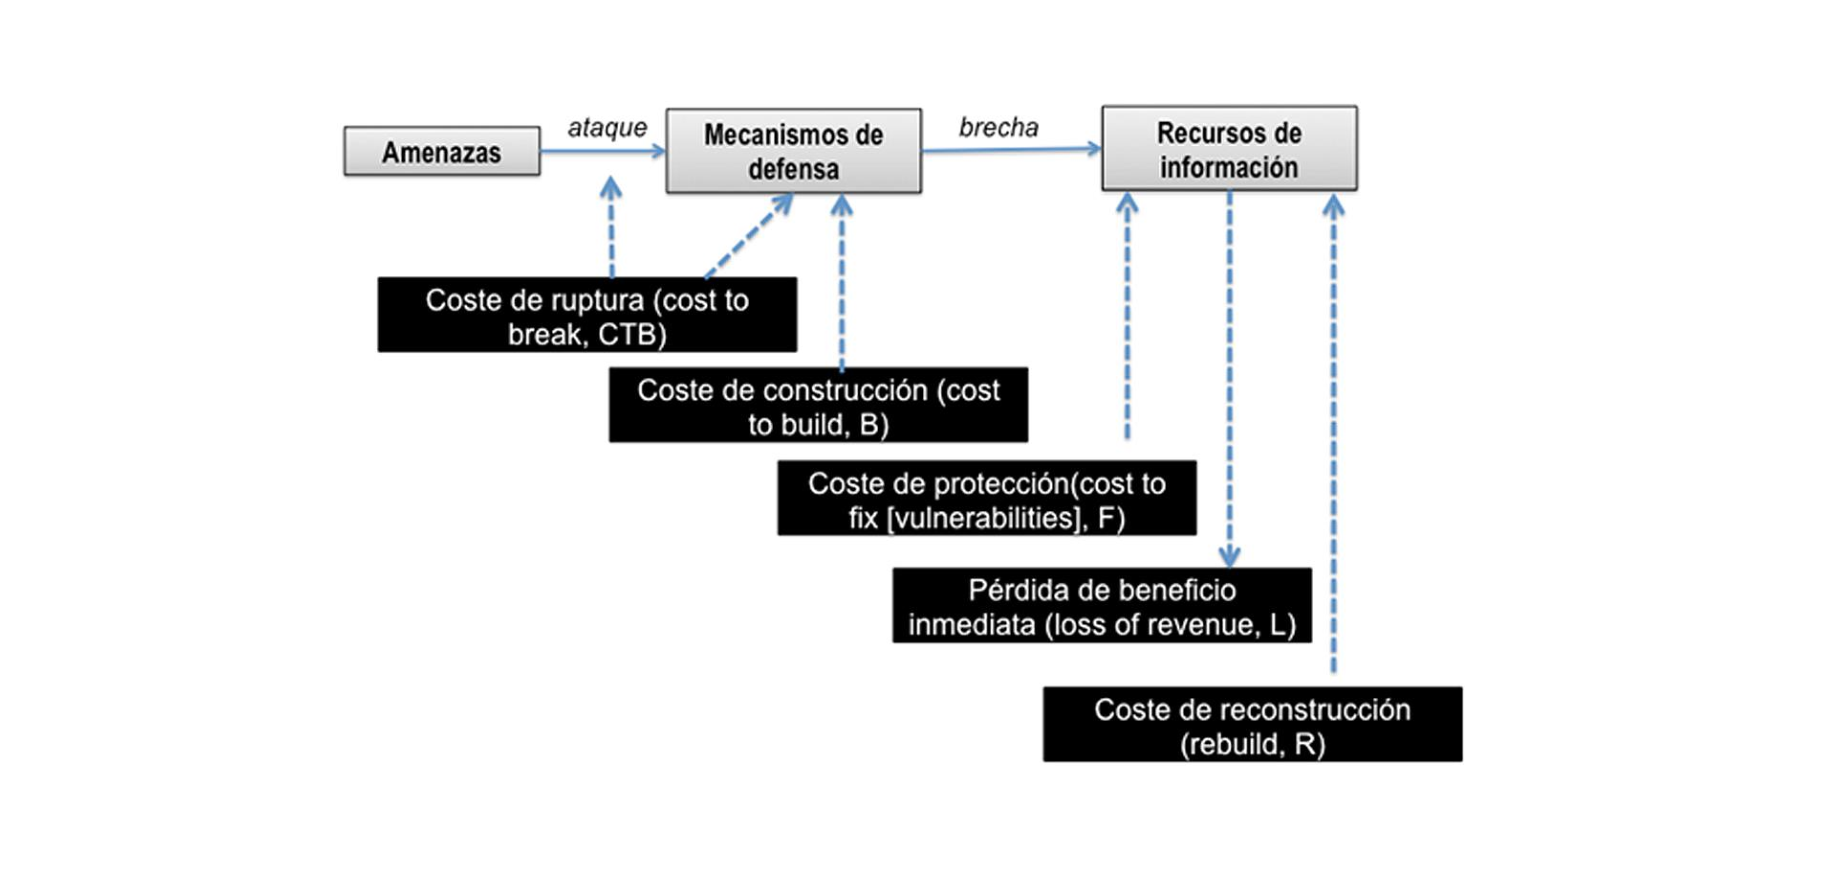 Amenazas
ataque
Mecanismos de
defensa
brecha
Recursos de
información
Coste de ruptura (cost to
break, CTB)
Coste de construcción (cost
to build, B)
Coste de protección(cost to
fix [vulnerabilities], F)
Pérdida de beneficio
inmediata (loss of revenue, L)
Coste de reconstrucción
(rebuild, R)